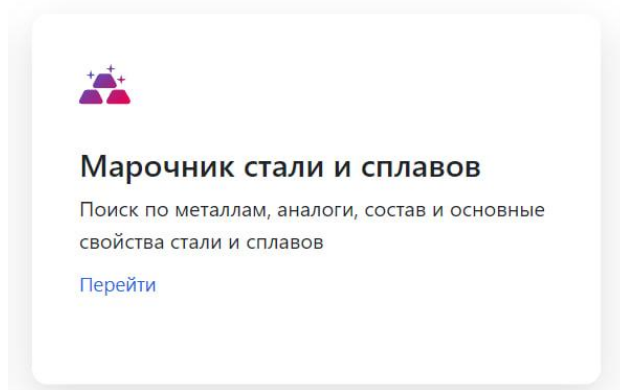 Марочник стали и сплавов
Поиск по металлам, аналоги, состав и основные
свойства стали и сплавов
Перейти